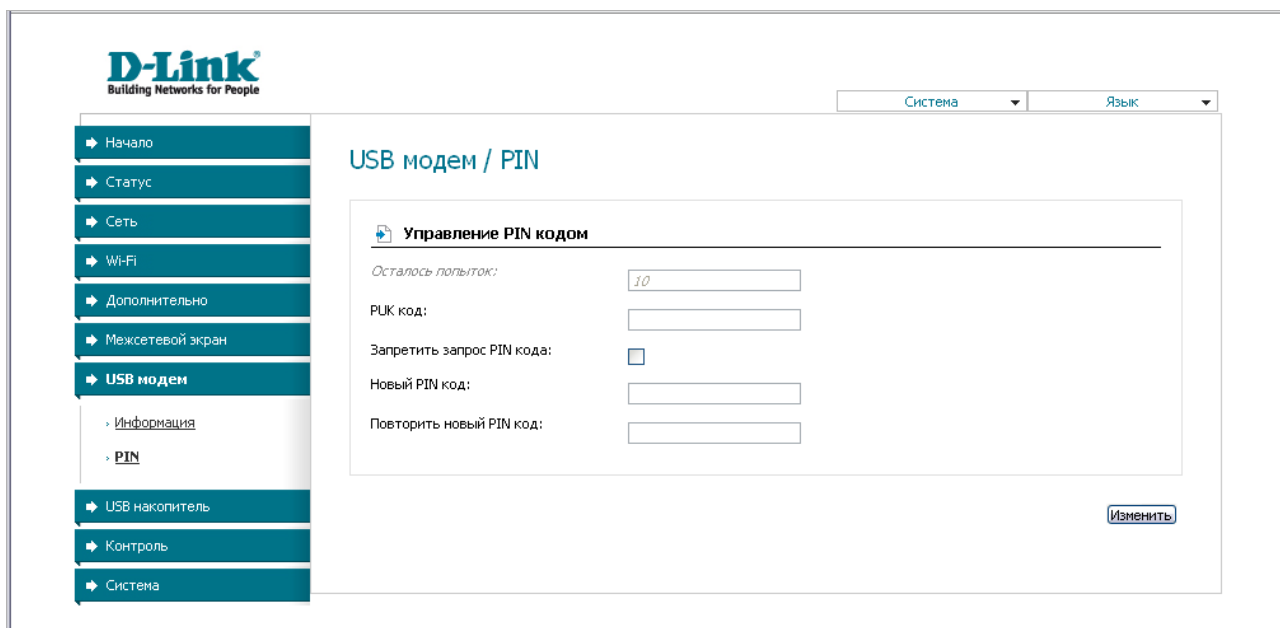 D-Link
Building Networks for People
Система
Язык
Начало
Статус
Сеть
Wi-Fi
Дополнительно
Межсетевой экран
USB модем
Информация
PIN
USB накопитель
Контроль
Система
USB модем / PIN
Управление PIN кодом
Осталось попыток:
10
PUK код:
Запретить запрос PIN кода:
Новый PIN код:
Повторить новый PIN код:
Изменить